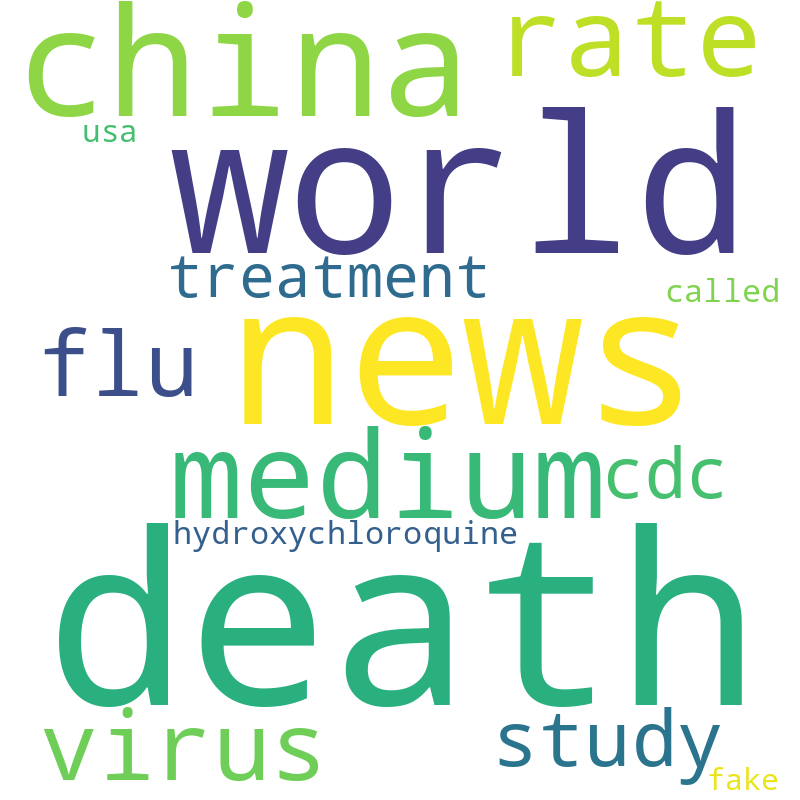 china rate
usa
world
treatment
called
flu news
medium cdc
hydroxychloroquine
death
virus study
fake